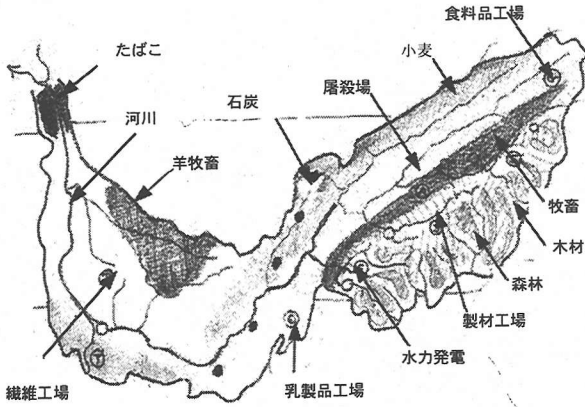 食料品工場
小麦
たばこ
屠殺場
石炭
河川
羊牧畜
牧畜
木材
森林
製材工場
水力発電
乳製品工場
繊維工場